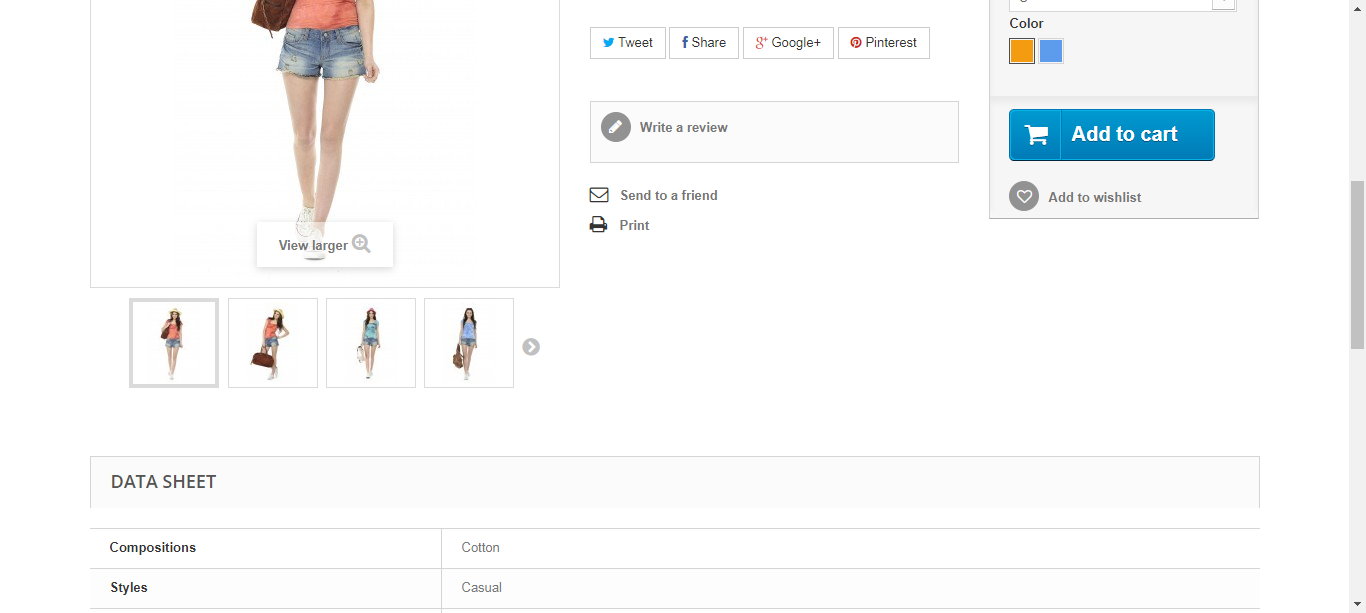 Color
Tweet
Share
Google+
Pinterest
Add to cart
Write a review
Send to a friend
Add to wishlist
Print
View larger
DATA SHEET
Compositions Cotton
Styles Casual